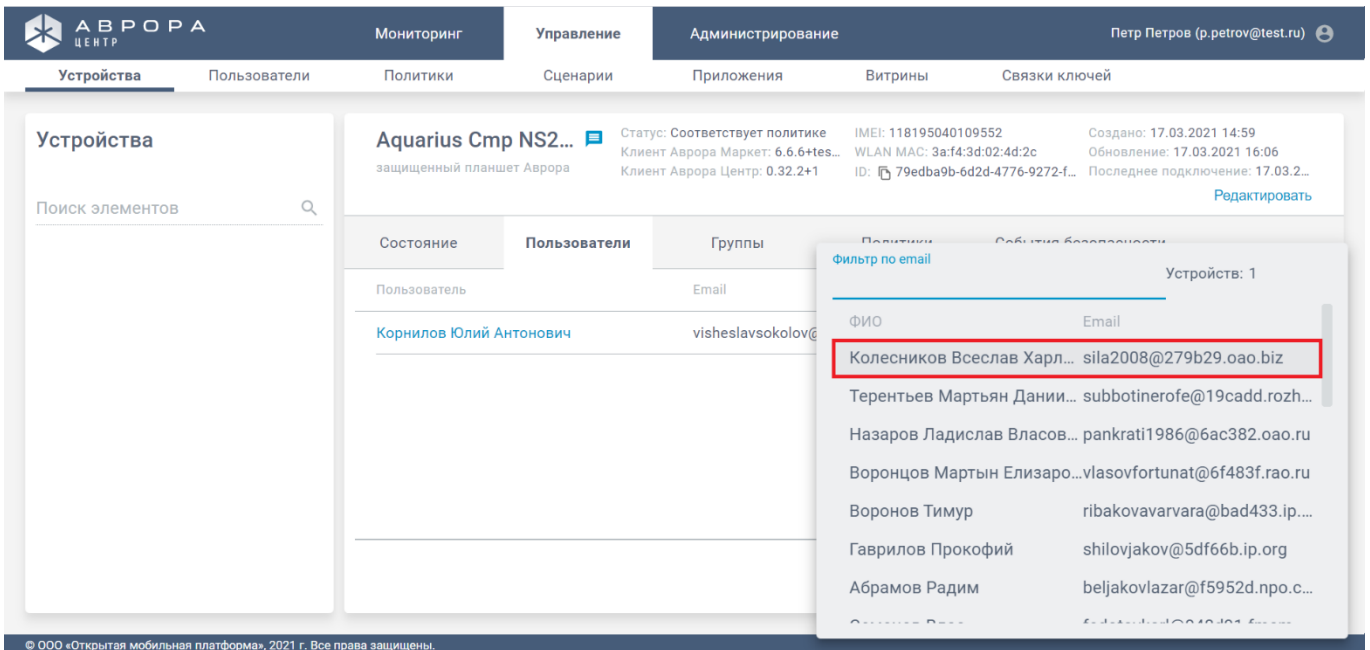 АВРОРА
ЦЕНТР
Мониторинг
Управление
Администрирование
Петр Петров (p.petrov@test.ru)
Устройства
Пользователи
Политики
Сценарии
Приложения
Витрины
Связки ключей
Устройства
Поиск элементов
Aquarius Cmp NS2...
защищенный планшет Аврора
Статус: Соответствует политике
Клиент Аврора Маркет: 6.6.6+tes...
Клиент Аврора Центр: 0.32.2+1
IMEI: 118195040109552
WLAN MAC: 3a:f4:3d:02:4d:2c
ID: 79edba9b-6d2d-4776-9272-f...
Создано: 17.03.2021 14:59
Обновление: 17.03.2021 16:06
Последнее подключение: 17.03.2...
Редактировать
Состояние
Пользователи
Группы
Политики
События безопасности
Пользователь
Email
Корнилов Юлий Антонович
visheslavsokolov@
Фильтр по email
Устройств: 1
ФИО
Email
Колесников Всеслав Харл... sila2008@279b29.oao.biz
Терентьев Мартьян Дании... subbotinerofe@19cadd.rozh...
Назаров Ладислав Власов... pankrati1986@6ac382.oao.ru
Воронцов Мартын Елизаро... vlasovfortunat@6f483f.rao.ru
Воронов Тимур ribakovavarvara@bad433.ip....
Гаврилов Прокофий shilovjakov@5df66b.ip.org
Абрамов Радим beljakovlazar@f5952d.npo.c...
© ООО «Открытая мобильная платформа», 2021 г. Все права защищены.